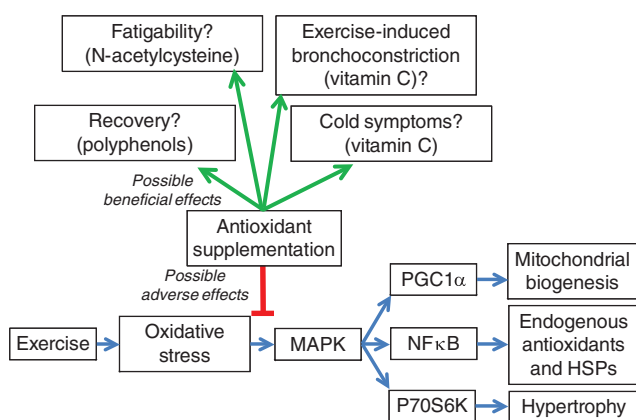 Fatigability?
(N-acetylcysteine)
Exercise-induced
bronchoconstriction
(vitamin C)?
Recovery?
(polyphenols)
Cold symptoms?
(vitamin C)
Possible
beneficial effects
Antioxidant
supplementation
Possible
adverse effects
Exercise
Oxidative
stress
MAPK
PGC1α
Mitochondrial
biogenesis
NFκB
Endogenous
antioxidants
and HSPs
P70S6K
Hypertrophy